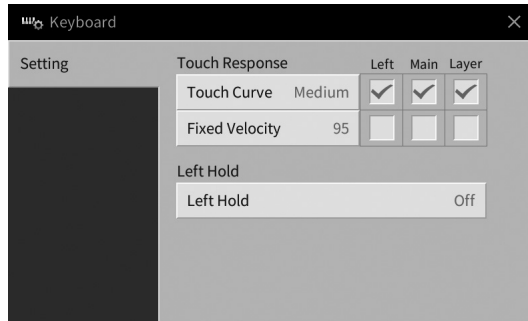 Keyboard
Setting
Touch Response Left Main Layer
Touch Curve Medium
Fixed Velocity 95
Left Hold
Left Hold Off